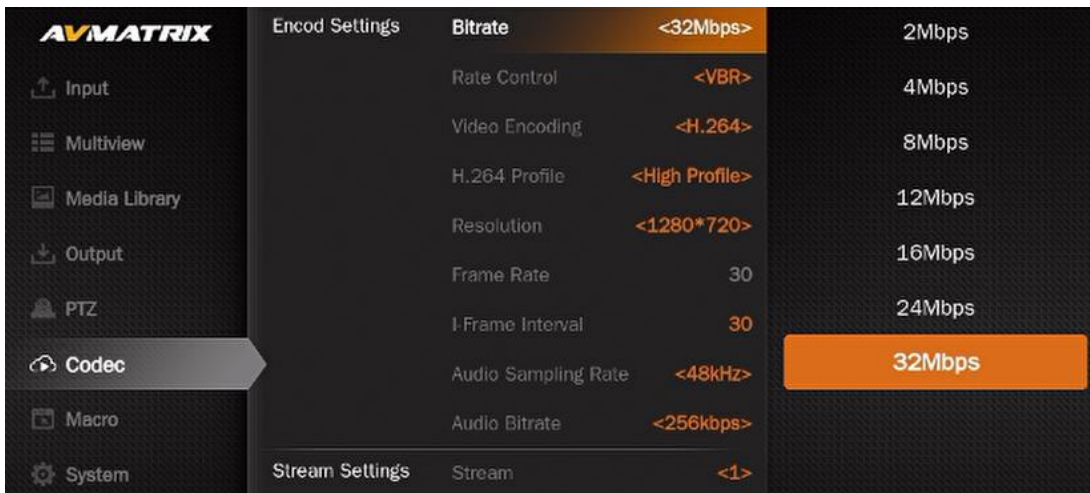 AVMATRIX
Input
Multiview
Media Library
Output
PTZ
Codec
Macro
System
Encod Settings
Bitrate <32Mbps>
Rate Control <VBR>
Video Encoding <H.264>
H.264 Profile <High Profile>
Resolution <1280*720>
Frame Rate 30
I-Frame Interval 30
Audio Sampling Rate <48kHz>
Audio Bitrate <256kbps>
Stream Settings
Stream <1>
2Mbps
4Mbps
8Mbps
12Mbps
16Mbps
24Mbps
32Mbps